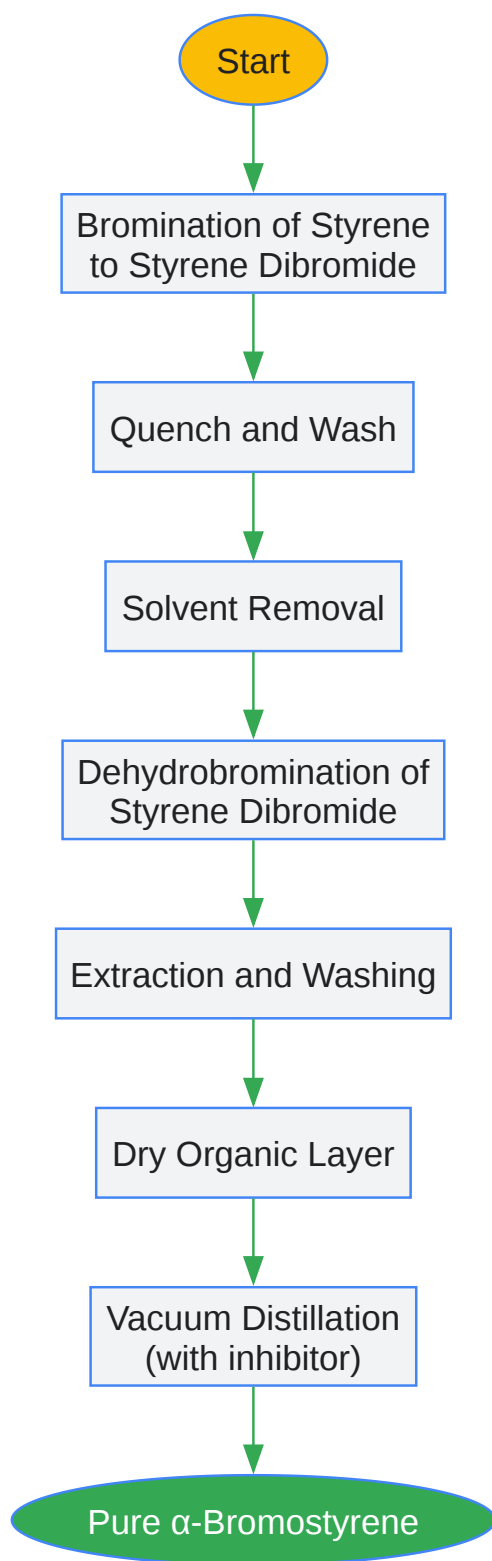 Start
Bromination of Styrene
to Styrene Dibromide
Quench and Wash
Solvent Removal
Dehydrobromination of
Styrene Dibromide
Extraction and Washing
Dry Organic Layer
Vacuum Distillation
(with inhibitor)
Pure α-Bromostyrene